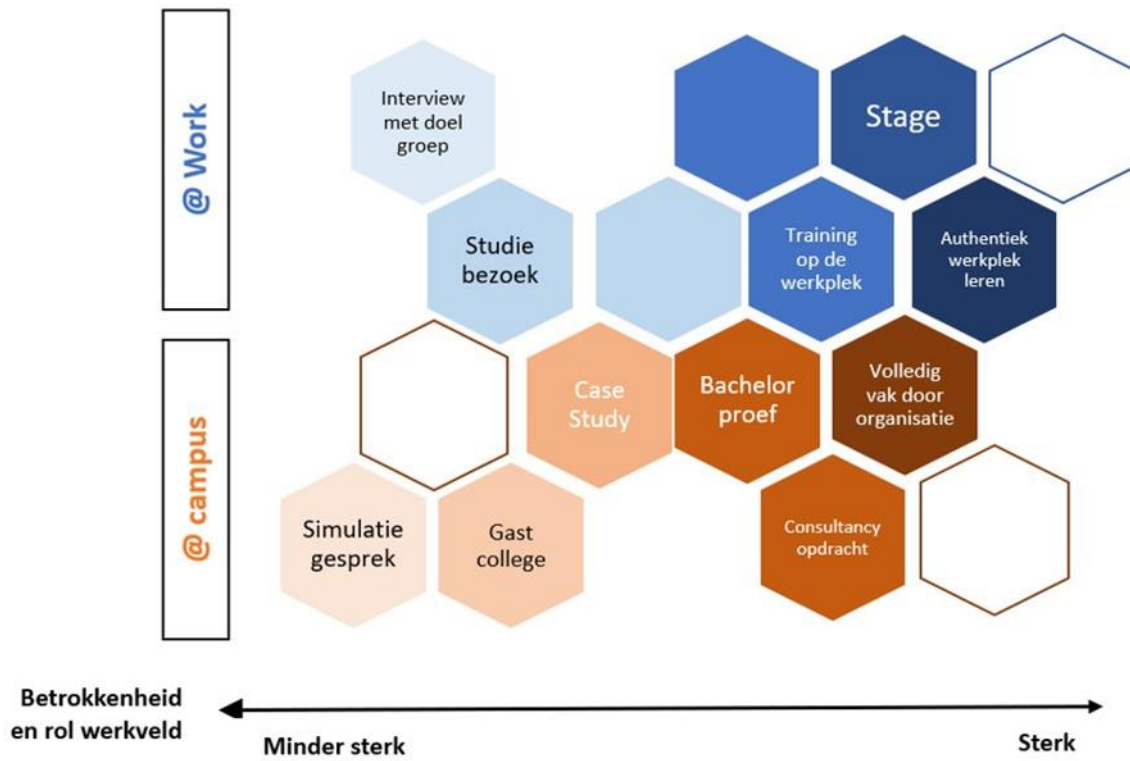 @ Work
Interview
met doel
groep
Stage
Studie
bezoek
Training
op de
werkplek
Authentiek
werkplek
leren
@ campus
Case
Study
Bachelor
proef
Volledig
vak door
organisatie
Simulatie
gesprek
Gast
college
Consultancy
opdracht
Betrokkenheid
en rol werkveld
Minder sterk
Sterk